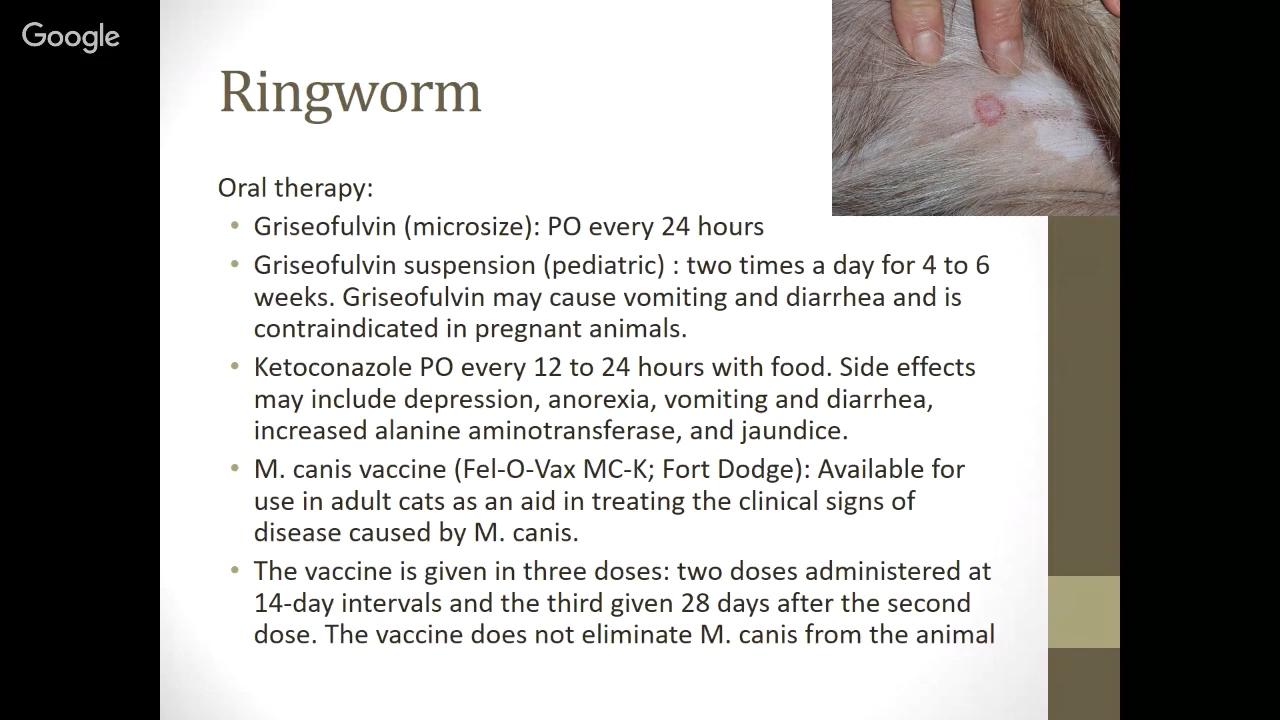 Google
Ringworm
Oral therapy:
• Griseofulvin (microsize): PO every 24 hours
• Griseofulvin suspension (pediatric) : two times a day for 4 to 6
weeks. Griseofulvin may cause vomiting and diarrhea and is
contraindicated in pregnant animals.
• Ketoconazole PO every 12 to 24 hours with food. Side effects
may include depression, anorexia, vomiting and diarrhea,
increased alanine aminotransferase, and jaundice.
• M. canis vaccine (Fel-O-Vax MC-K; Fort Dodge): Available for
use in adult cats as an aid in treating the clinical signs of
disease caused by M. canis.
• The vaccine is given in three doses: two doses administered at
14-day intervals and the third given 28 days after the second
dose. The vaccine does not eliminate M. canis from the animal